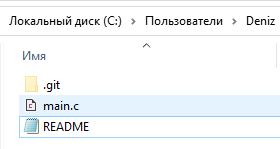 Локальный диск (C:) › Пользователи › Deniz
Имя
.git
main.c
README